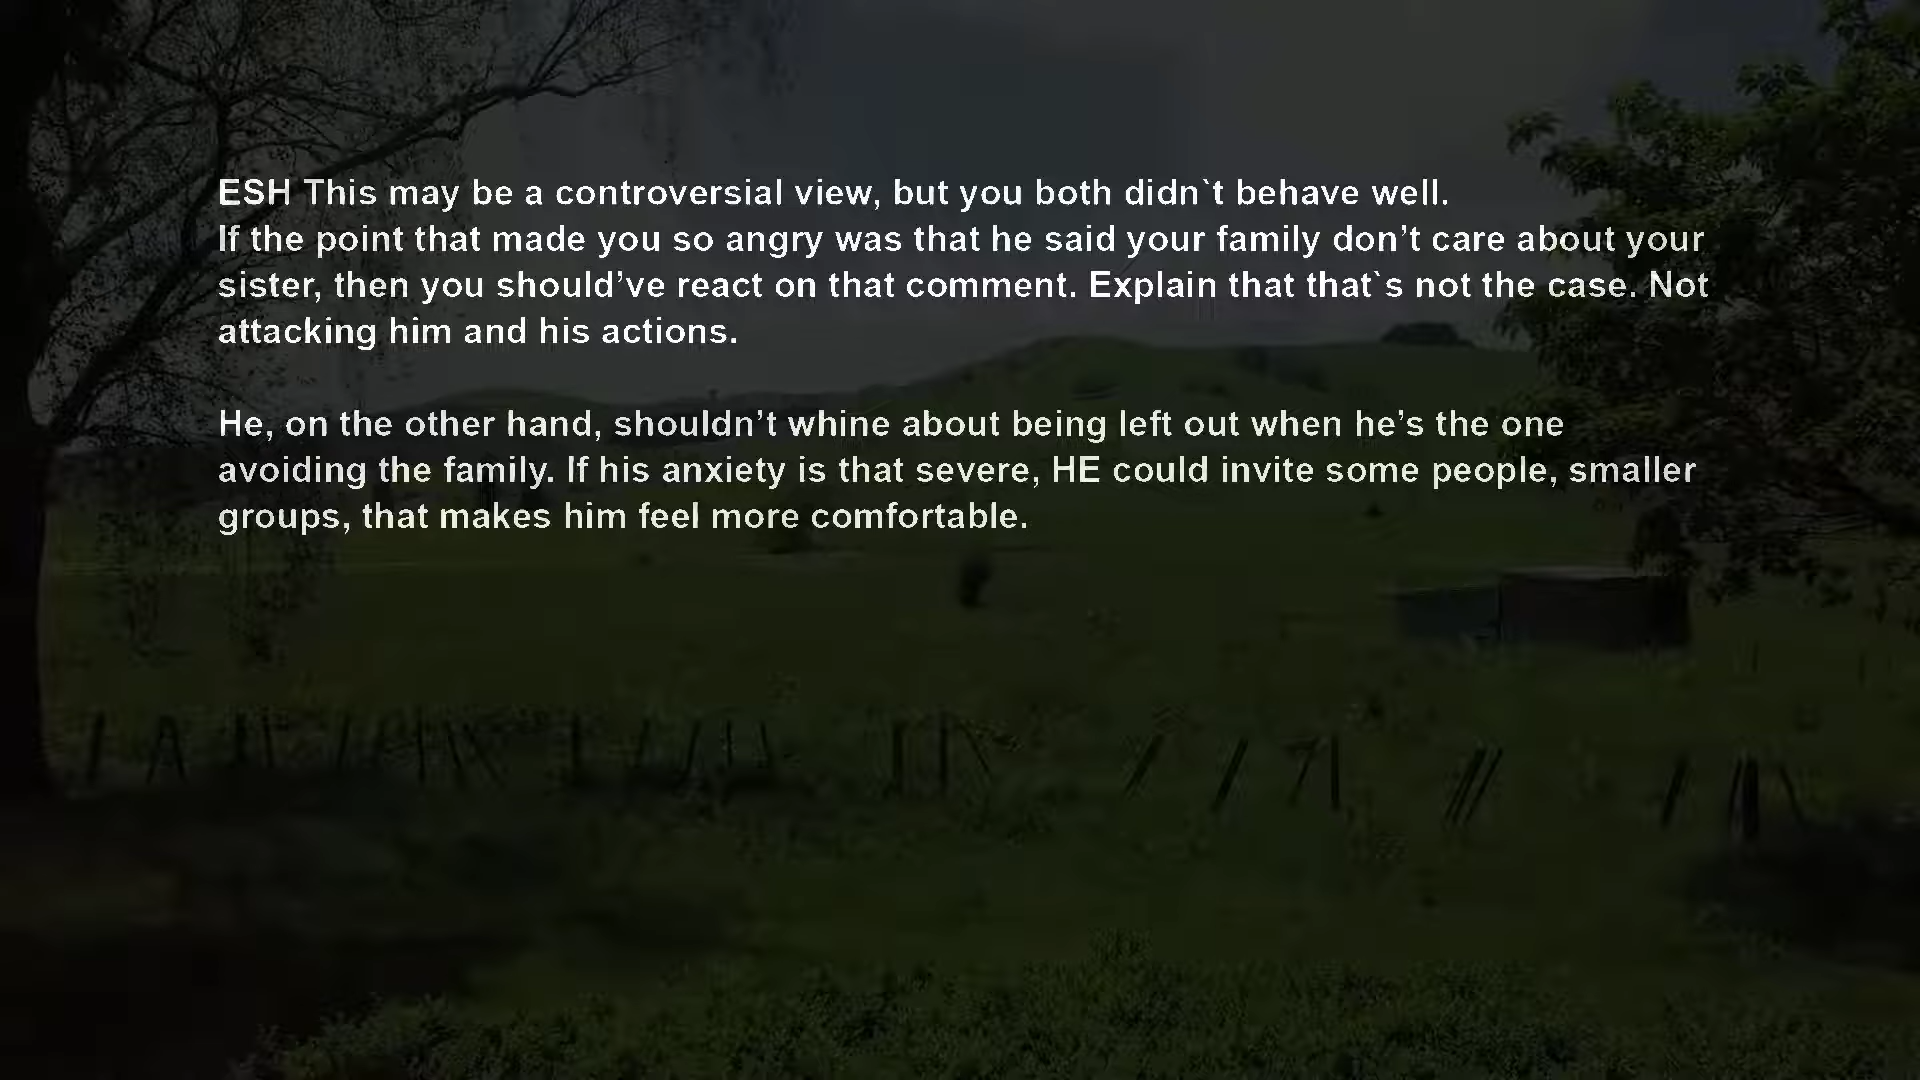 ESH This may be a controversial view, but you both didn`t behave well.
If the point that made you so angry was that he said your family don’t care about your
sister, then you should’ve react on that comment. Explain that that`s not the case. Not
attacking him and his actions.
He, on the other hand, shouldn’t whine about being left out when he’s the one
avoiding the family. If his anxiety is that severe, HE could invite some people, smaller
groups, that makes him feel more comfortable.